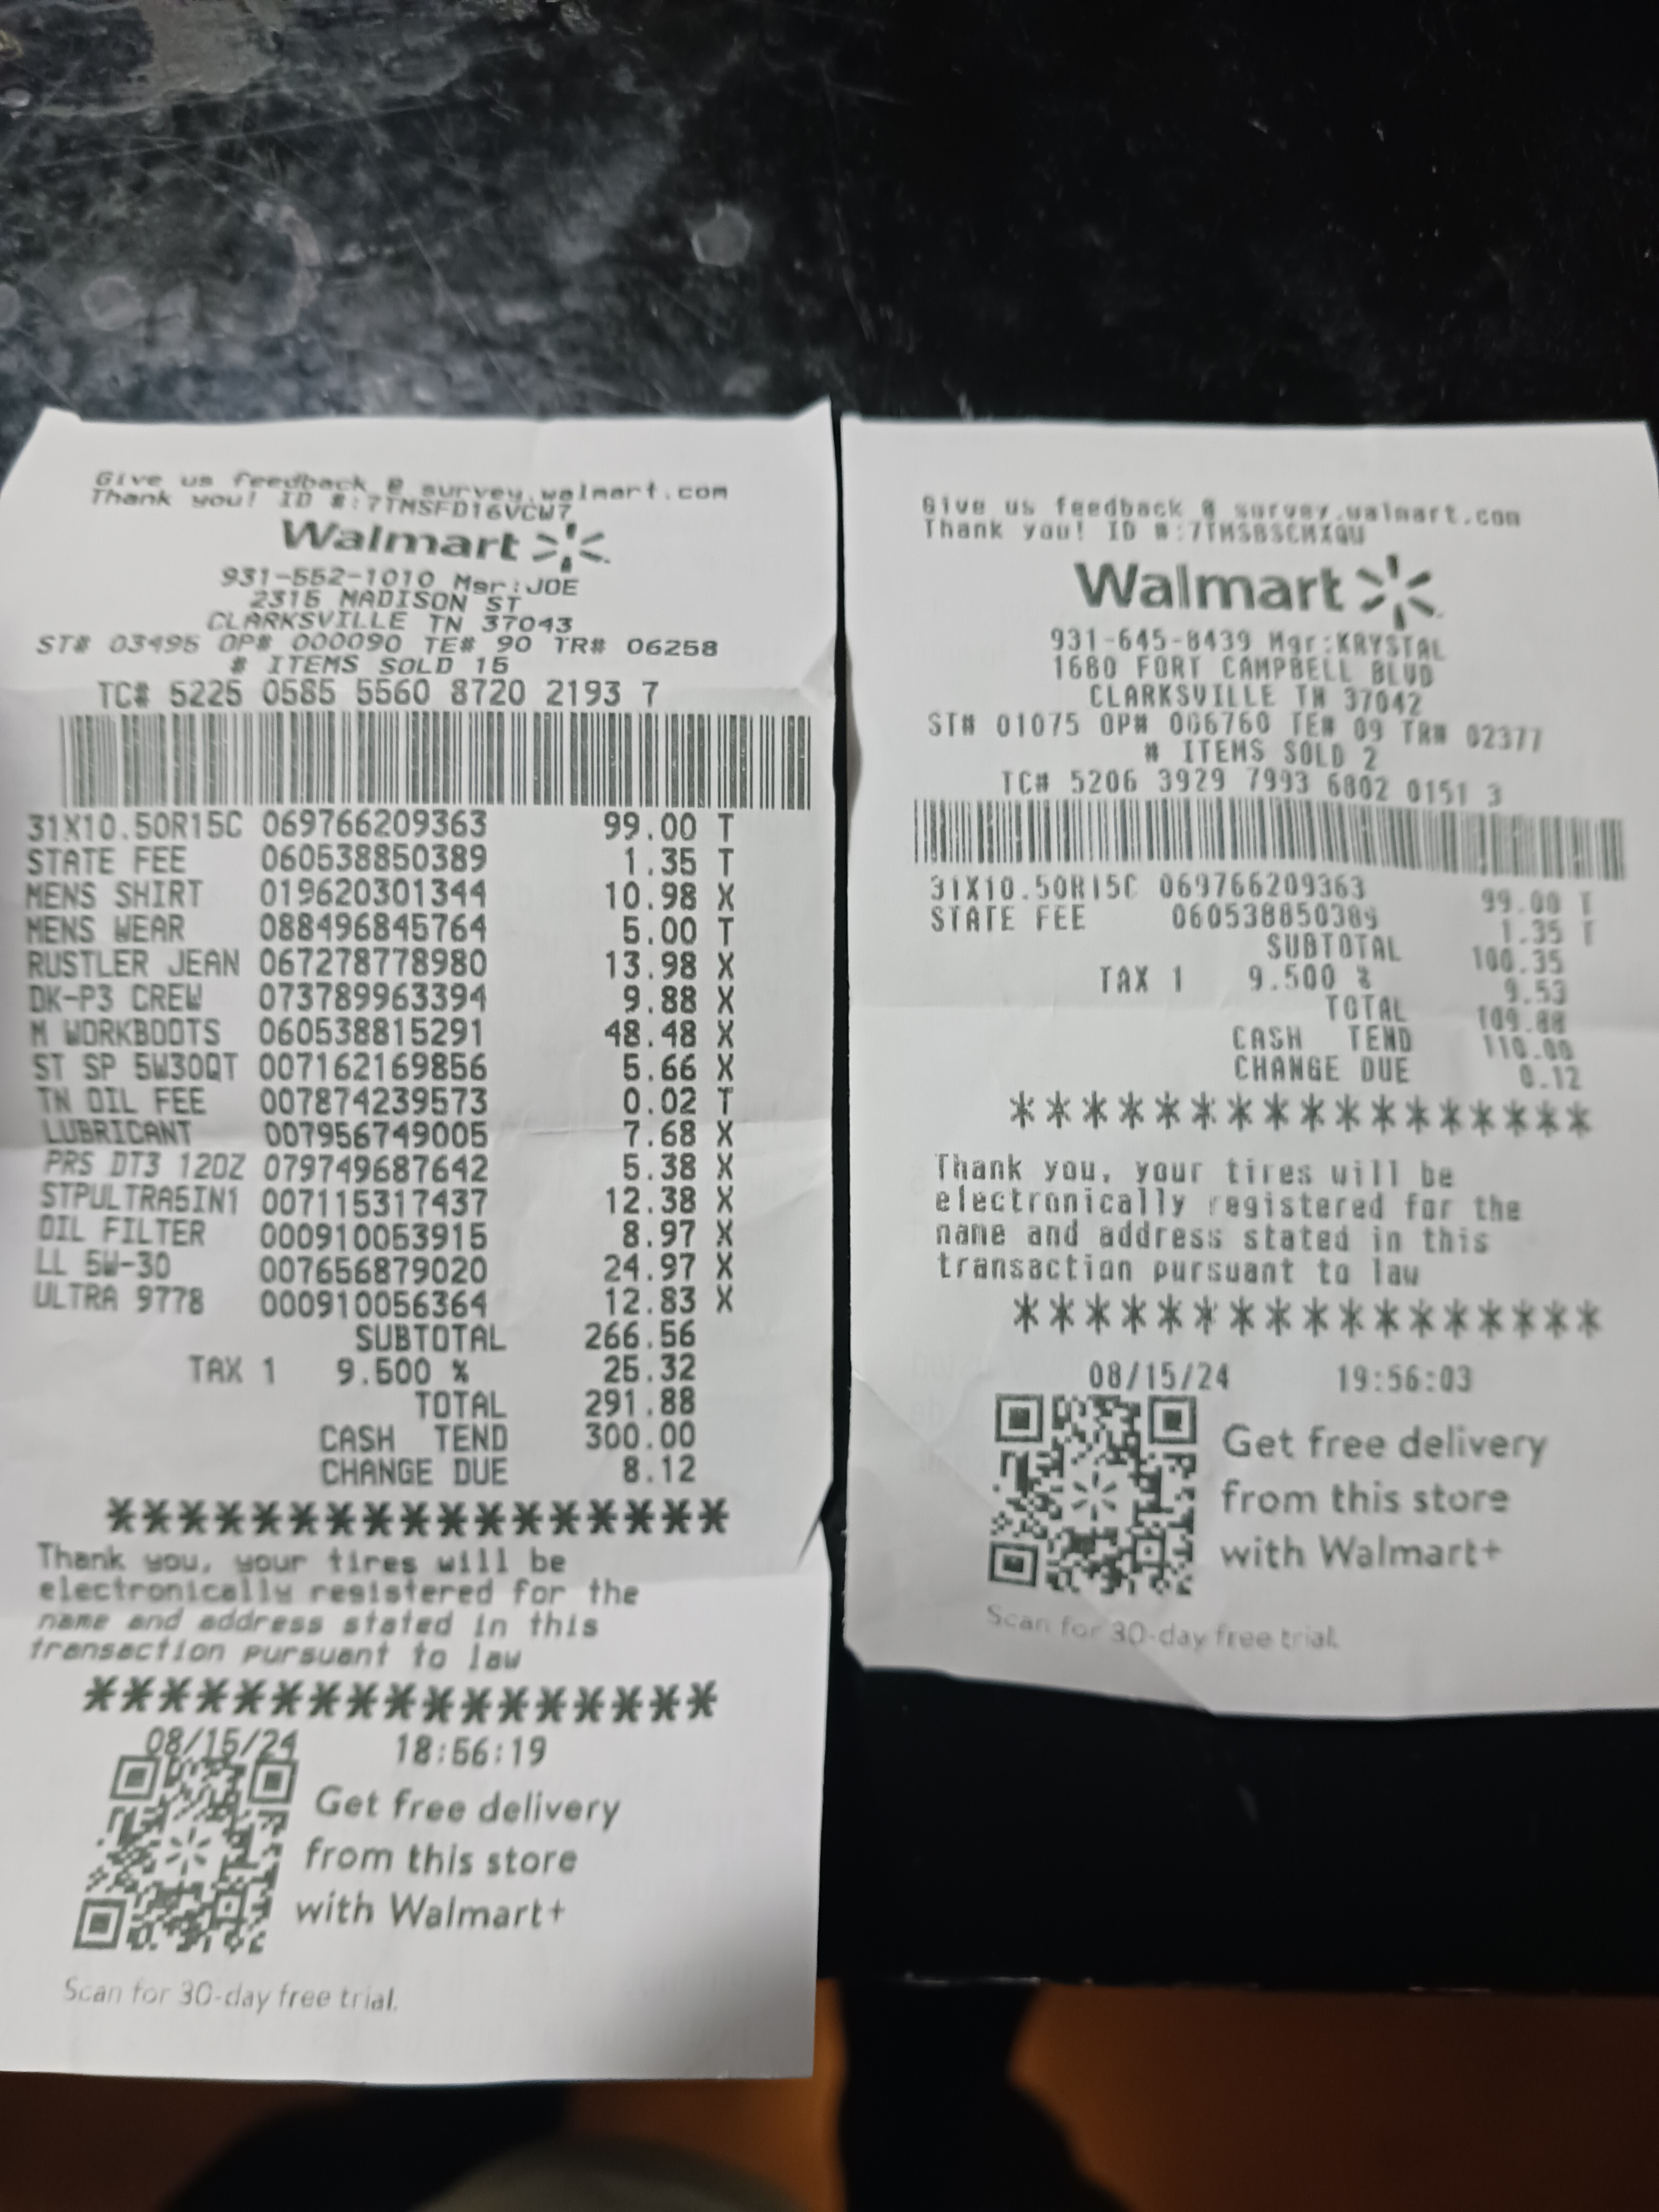 Give us feedback @ survey.walmart.com
Thank you! ID #:7TMSFD16VCW7
Walmart
931-552-1010 Mgr:JOE
2315 MADISON ST
CLARKSVILLE TN 37043
ST# 03495 OP# 000090 TE# 90 TR# 06258
# ITEMS SOLD 15
TC# 5225 0585 5560 8720 2193 7
31X10.50R15C 069766209363 99.00 T
STATE FEE 060538850389 1.35 T
MENS SHIRT 019620301344 10.98 X
MENS WEAR 088496845764 5.00 T
RUSTLER JEAN 067278778980 13.98 X
DK-P3 CREW 073789963394 9.88 X
M WORKBOOTS 060538815291 48.48 X
ST SP 5W30QT 007162169856 5.66 X
TN OIL FEE 007874239573 0.02 T
LUBRICANT 007956749005 7.68 X
PRS DT3 12OZ 079749687642 5.38 X
STPULTRA5IN1 007115317437 12.38 X
OIL FILTER 000910053915 8.97 X
LL 5W-30 007656879020 24.97 X
ULTRA 9778 000910056364 12.83 X
SUBTOTAL 266.56
TAX 1 9.500 % 25.32
TOTAL 291.88
CASH TEND 300.00
CHANGE DUE 8.12
******************
Thank you, your tires will be
electronically registered for the
name and address stated in this
transaction pursuant to law
******************
08/15/24 18:56:19
Get free delivery
from this store
with Walmart+
Scan for 30-day free trial.
Give us feedback @ survey.walmart.com
Thank you! ID #:7TMSBSCMXQU
Walmart
931-645-8439 Mgr:KRYSTAL
1680 FORT CAMPBELL BLVD
CLARKSVILLE TN 37042
ST# 01075 OP# 006760 TE# 09 TR# 02377
# ITEMS SOLD 2
TC# 5206 3929 7993 6802 0151 3
31X10.50R15C 069766209363 99.00 T
STATE FEE 060538850389 1.35 T
SUBTOTAL 100.35
TAX 1 9.500 % 9.53
TOTAL 109.88
CASH TEND 110.00
CHANGE DUE 0.12
****************
Thank you, your tires will be
electronically registered for the
name and address stated in this
transaction pursuant to law
****************
08/15/24 19:56:03
Get free delivery
from this store
with Walmart+
Scan for 30-day free trial.